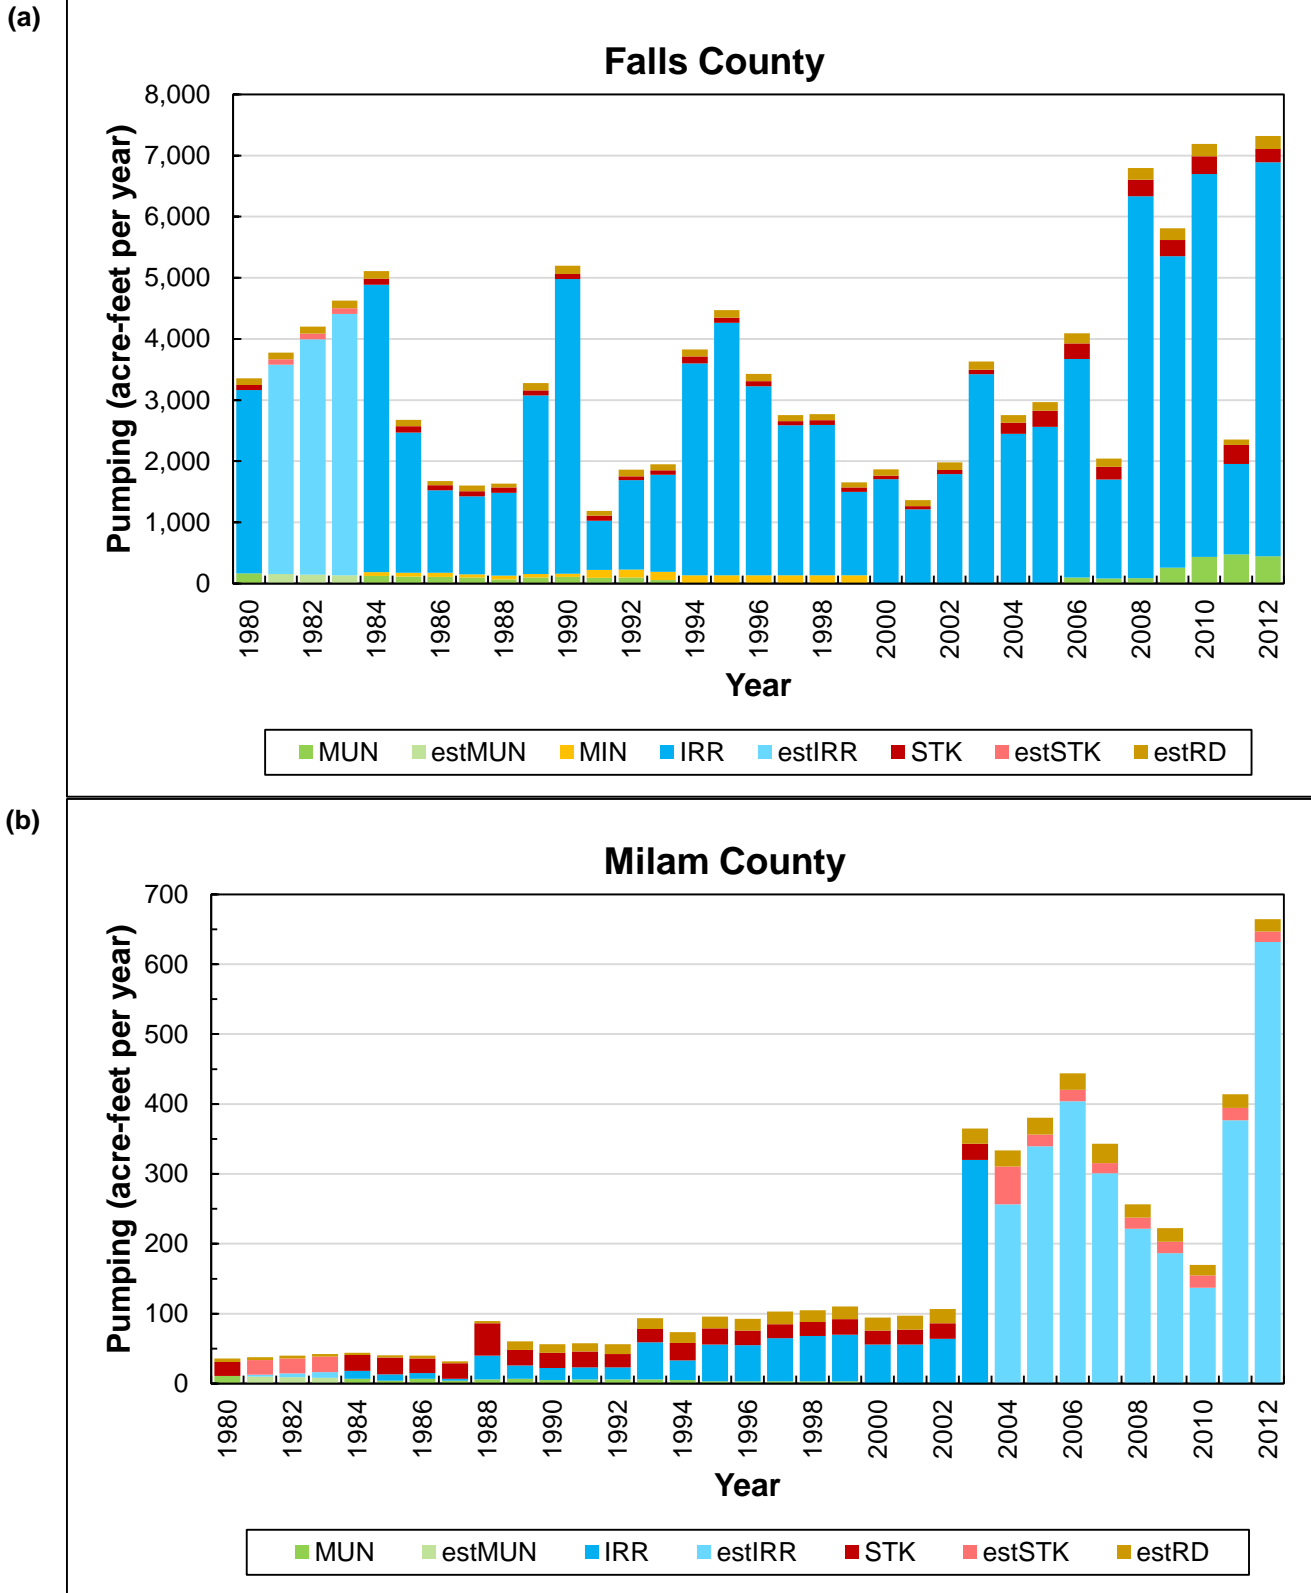 (a)
Falls County
Pumping (acre-feet per year)
8,000
7,000
6,000
5,000
4,000
3,000
2,000
1,000
0
1980 1982 1984 1986 1988 1990 1992 1994 1996 1998 2000 2002 2004 2006 2008 2010 2012
Year
MUN estMUN MIN IRR estIRR STK estSTK estRD
(b)
Milam County
Pumping (acre-feet per year)
700
600
500
400
300
200
100
0
1980 1982 1984 1986 1988 1990 1992 1994 1996 1998 2000 2002 2004 2006 2008 2010 2012
Year
MUN estMUN IRR estIRR STK estSTK estRD